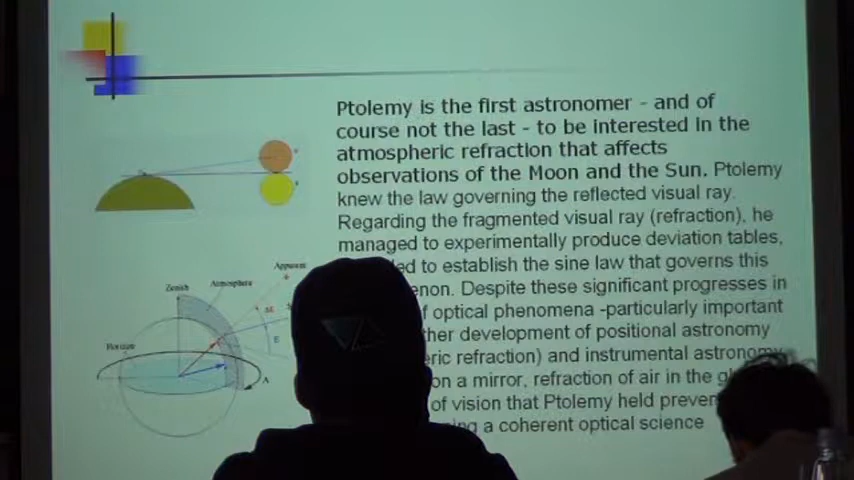 Ptolemy is the first astronomer - and of
course not the last - to be interested in the
atmospheric refraction that affects
observations of the Moon and the Sun. Ptolemy
knew the law governing the reflected visual ray.
Regarding the fragmented visual ray (refraction), he
managed to experimentally produce deviation tables,
ed to establish the sine law that governs this
enon. Despite these significant progresses in
f optical phenomena -particularly important
ther development of positional astronomy
eric refraction) and instrumental astronomy
on a mirror, refraction of air in the gl
of vision that Ptolemy held preven
ing a coherent optical science
Apparent
Zenith
Atmosphere
ΔE
E
Horizon
A